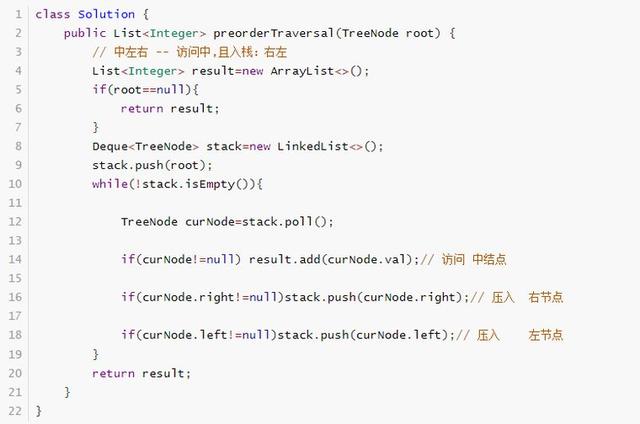 1 class Solution {
2     public List<Integer> preorderTraversal(TreeNode root) {
3         // 中左右 -- 访问中,且入栈: 右左
4         List<Integer> result=new ArrayList<>();
5         if(root==null){
6             return result;
7         }
8         Deque<TreeNode> stack=new LinkedList<>();
9         stack.push(root);
10         while(!stack.isEmpty()){
11
12             TreeNode curNode=stack.poll();
13
14             if(curNode!=null) result.add(curNode.val);// 访问 中结点
15
16             if(curNode.right!=null)stack.push(curNode.right);// 压入  右节点
17
18             if(curNode.left!=null)stack.push(curNode.left);// 压入    左节点
19         }
20         return result;
21     }
22 }